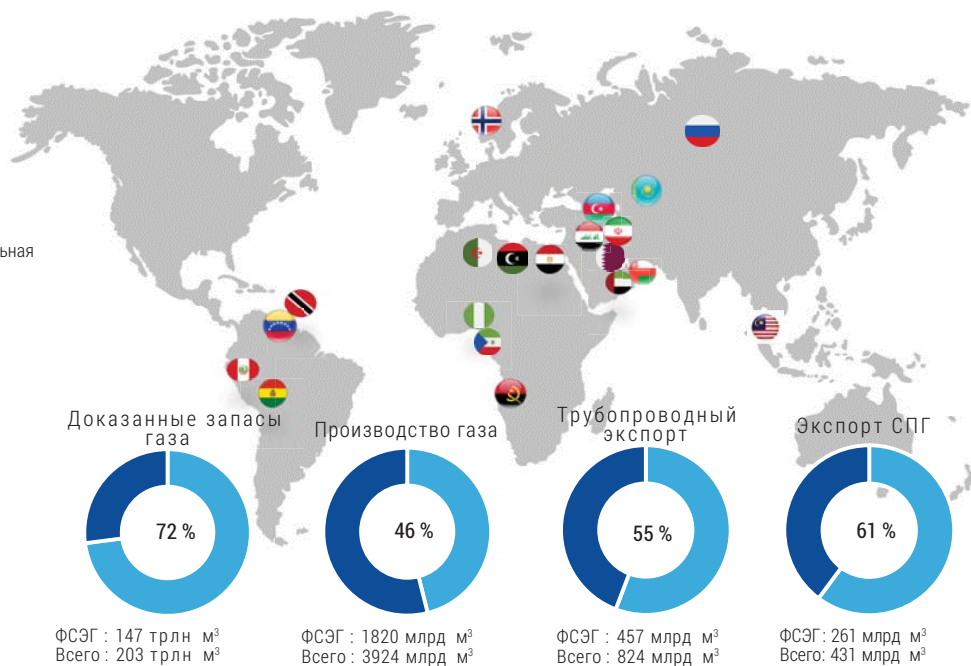 ьная
Доказанные запасы
газа
72 %
ФСЭГ : 147 трлн м³
Всего : 203 трлн м³
Производство газа
46 %
ФСЭГ : 1820 млрд м³
Всего : 3924 млрд м³
Трубопроводный
экспорт
55 %
ФСЭГ : 457 млрд м³
Всего : 824 млрд м³
Экспорт СПГ
61 %
ФСЭГ: 261 млрд м³
Всего: 431 млрд м³